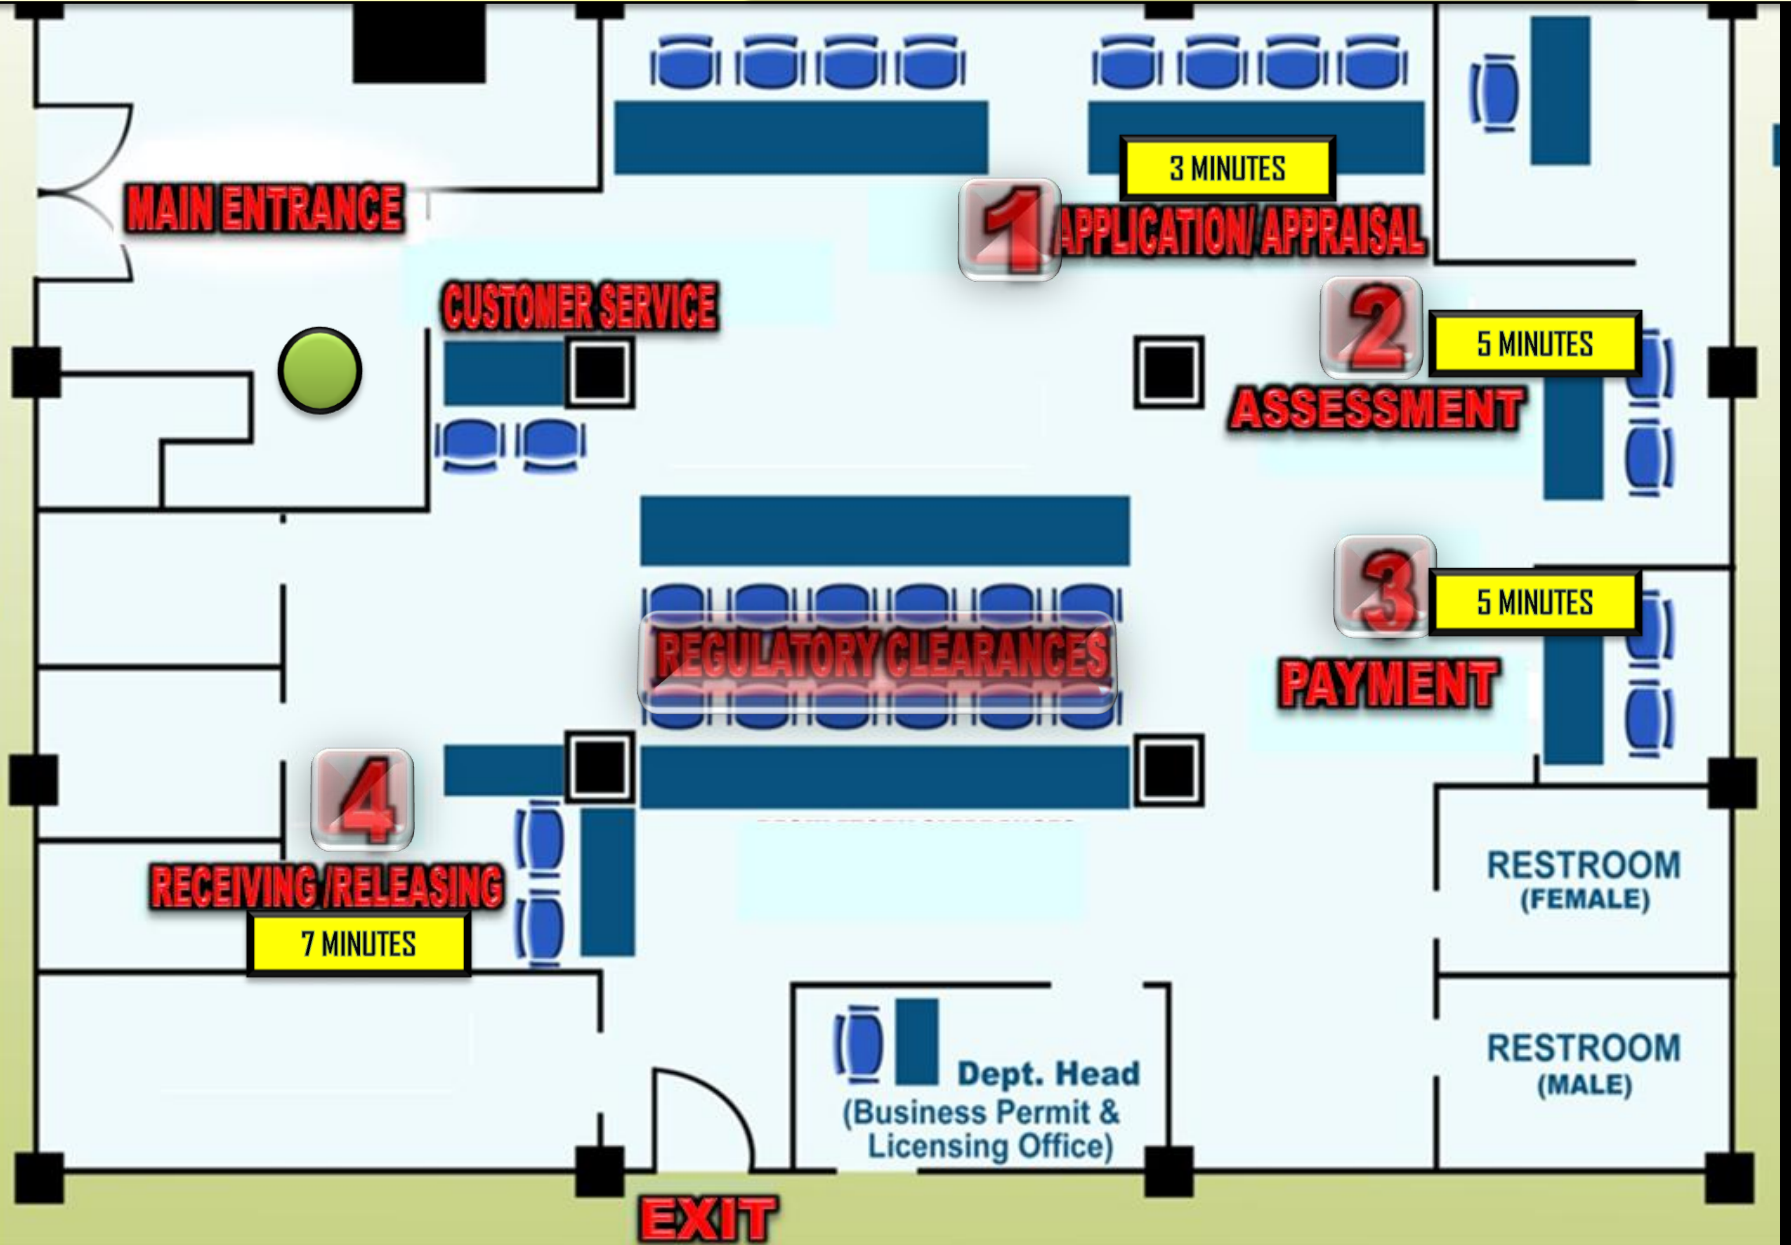 MAIN ENTRANCE
3 MINUTES
1 APPLICATION/ APPRAISAL
CUSTOMER SERVICE
2
5 MINUTES
ASSESSMENT
3
5 MINUTES
PAYMENT
REGULATORY CLEARANCES
4
RECEIVING /RELEASING
7 MINUTES
RESTROOM
(FEMALE)
RESTROOM
(MALE)
Dept. Head
(Business Permit &
Licensing Office)
EXIT